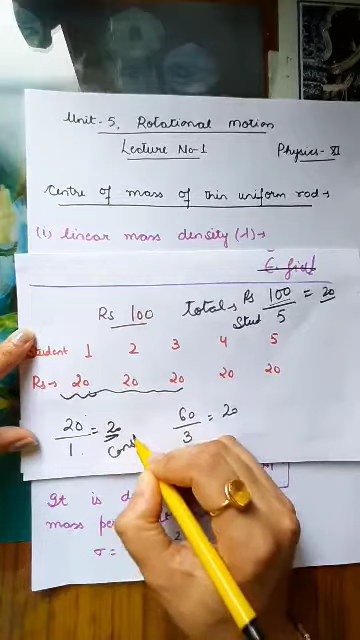 Unit-5, Rotational motion
Lecture No-1 Physics-XI
Centre of mass of thin uniform rod→
(i) linear mass density (λ)→
Rs 100 Total→ Rs 100/5 = 20
Stud
Student 1 2 3 4 5
Rs→ 20 20 20 20 20
20/1 = 20 60/3 = 20
Cons
It is d
mass per
σ =